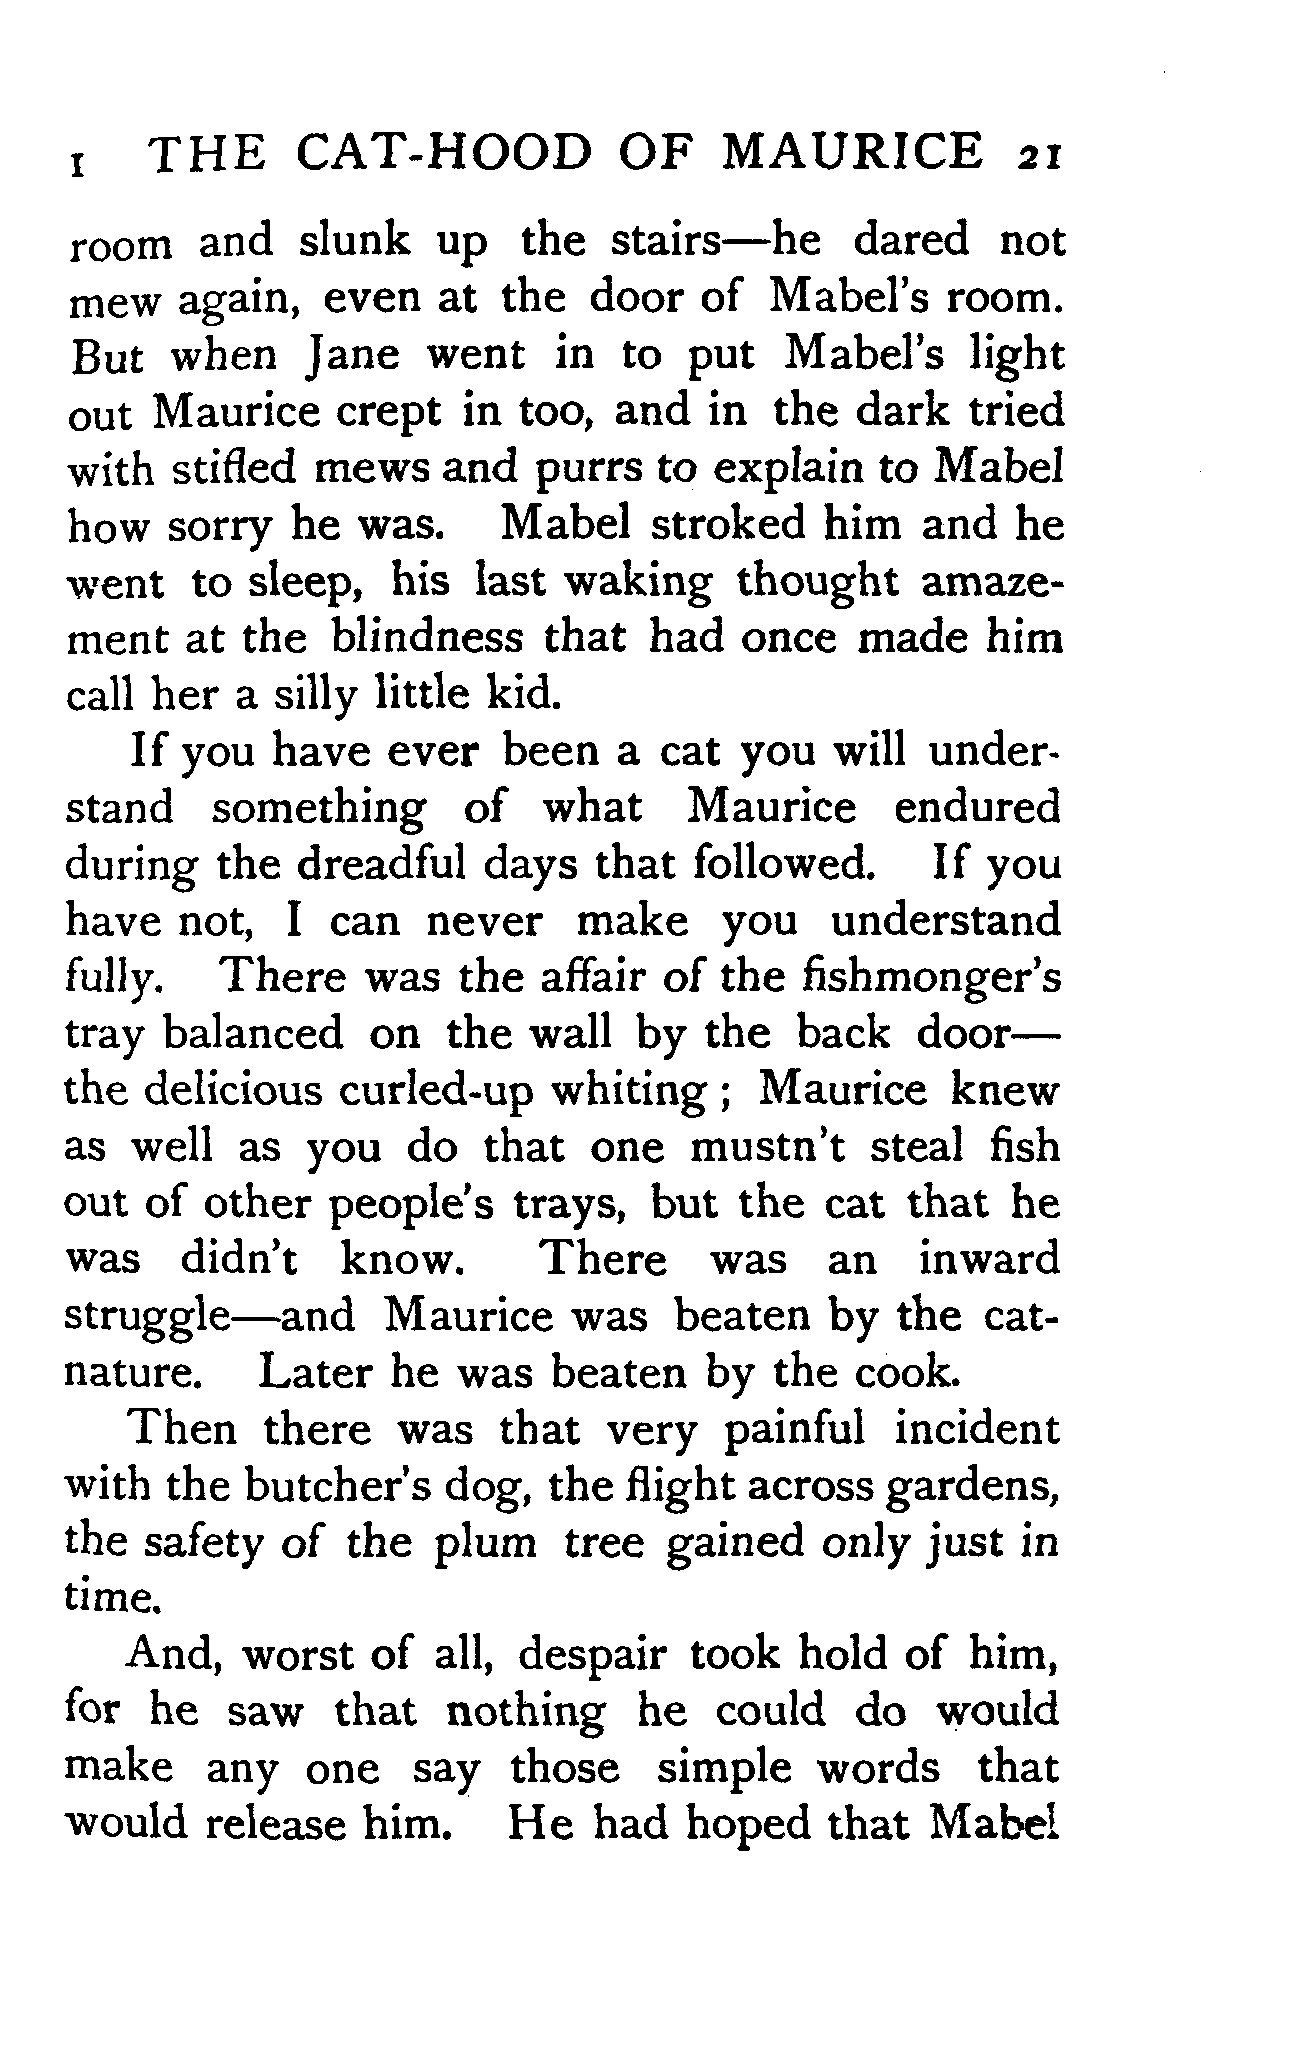 I THE CAT-HOOD OF MAURICE 21
room and slunk up the stairs—he dared not
mew again, even at the door of Mabel's room.
But when Jane went in to put Mabel's light
out Maurice crept in too, and in the dark tried
with stifled mews and purrs to explain to Mabel
how sorry he was. Mabel stroked him and he
went to sleep, his last waking thought amaze-
ment at the blindness that had once made him
call her a silly little kid.
If you have ever been a cat you will under-
stand something of what Maurice endured
during the dreadful days that followed. If you
have not, I can never make you understand
fully. There was the affair of the fishmonger's
tray balanced on the wall by the back door—
the delicious curled-up whiting ; Maurice knew
as well as you do that one mustn't steal fish
out of other people's trays, but the cat that he
was didn't know. There was an inward
struggle—and Maurice was beaten by the cat-
nature. Later he was beaten by the cook.
Then there was that very painful incident
with the butcher's dog, the flight across gardens,
the safety of the plum tree gained only just in
time.
And, worst of all, despair took hold of him,
for he saw that nothing he could do would
make any one say those simple words that
would release him. He had hoped that Mabel